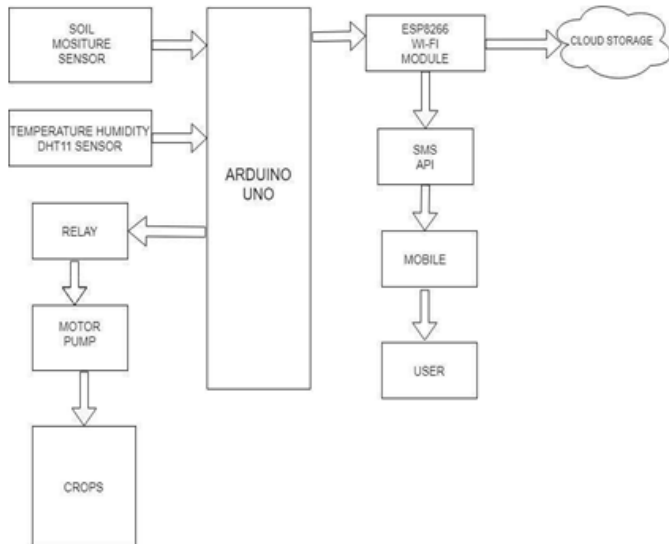 SOIL
MOSITURE
SENSOR
TEMPERATURE HUMIDITY
DHT11 SENSOR
RELAY
MOTOR
PUMP
CROPS
ARDUINO
UNO
ESP8266
WI-FI
MODULE
CLOUD STORAGE
SMS
API
MOBILE
USER